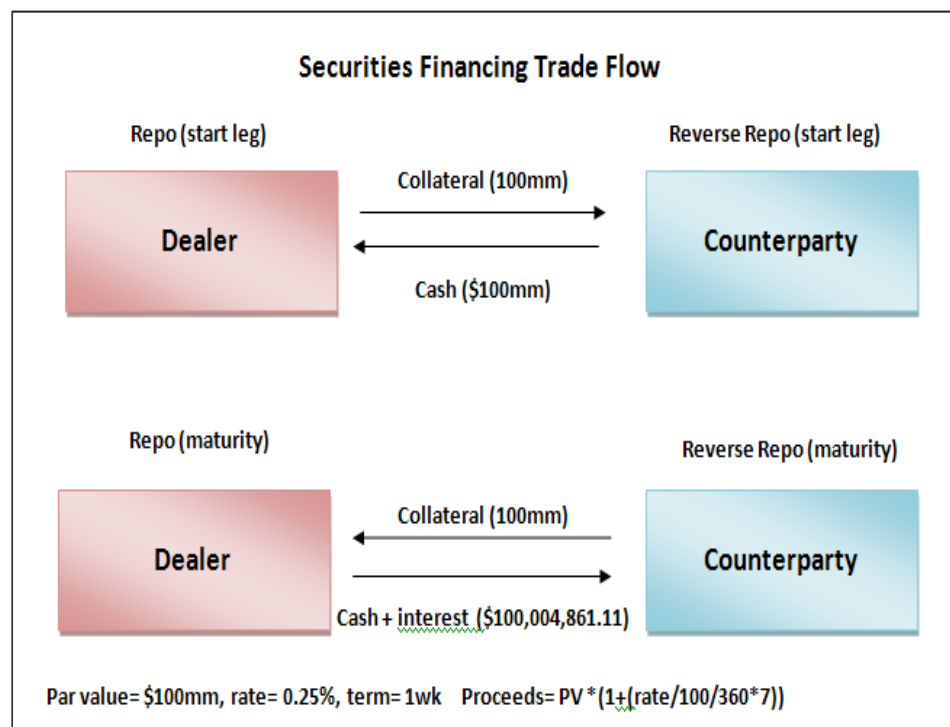 Securities Financing Trade Flow
Repo (start leg)
Reverse Repo (start leg)
Collateral (100mm)
Dealer
Counterparty
Cash ($100mm)
Repo (maturity)
Reverse Repo (maturity)
Collateral (100mm)
Dealer
Counterparty
Cash + interest ($100,004,861.11)
Par value= $100mm, rate= 0.25%, term= 1wk Proceeds= PV *(1+(rate/100/360*7))